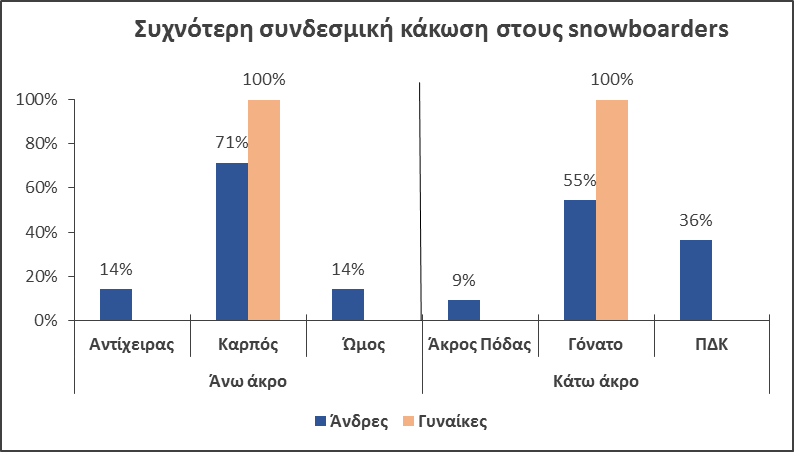 Συχνότερη συνδεσμική κάκωση στους snowboarders
100%
100%
100%
80%
60%
40%
20%
0%
14%
71%
14%
9%
55%
36%
Αντίχειρας
Καρπός
Ώμος
Άκρος Πόδας
Γόνατο
ΠΔΚ
Άνω άκρο
Κάτω άκρο
Άνδρες
Γυναίκες